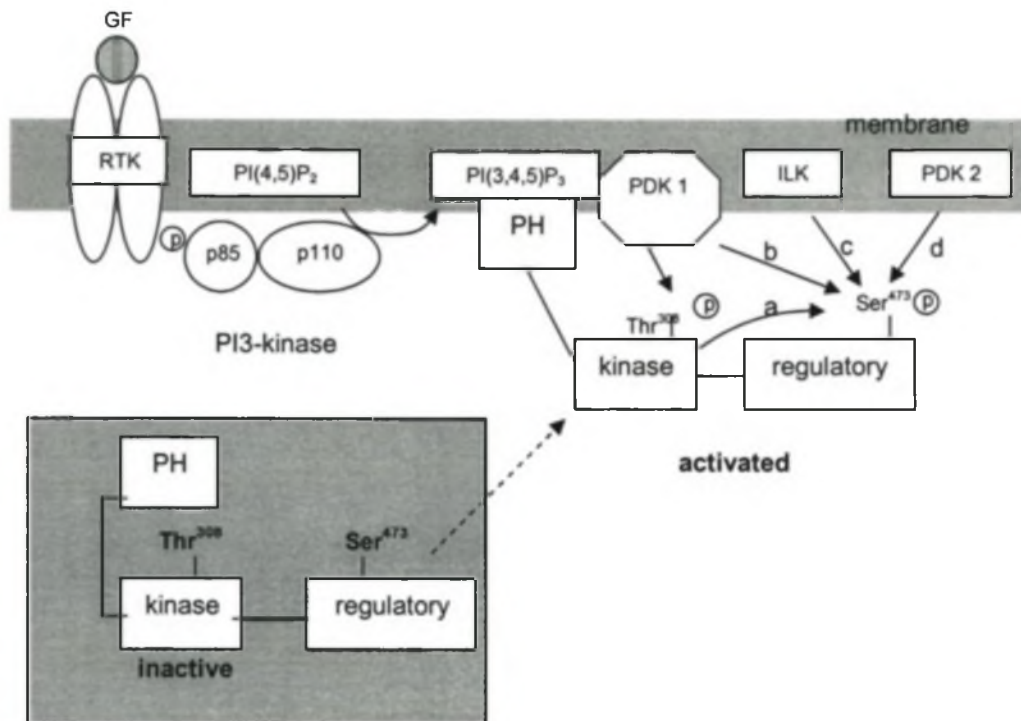 GF
membrane
RTK
PI(4,5)P₂
PI(3,4,5)P₃
PDK 1
ILK
PDK 2
p
p85
p110
PH
b
c
d
Thr³⁰⁸
p
a
Ser⁴⁷³
p
PI3-kinase
kinase
regulatory
activated
PH
Thr³⁰⁸
Ser⁴⁷³
kinase
regulatory
inactive